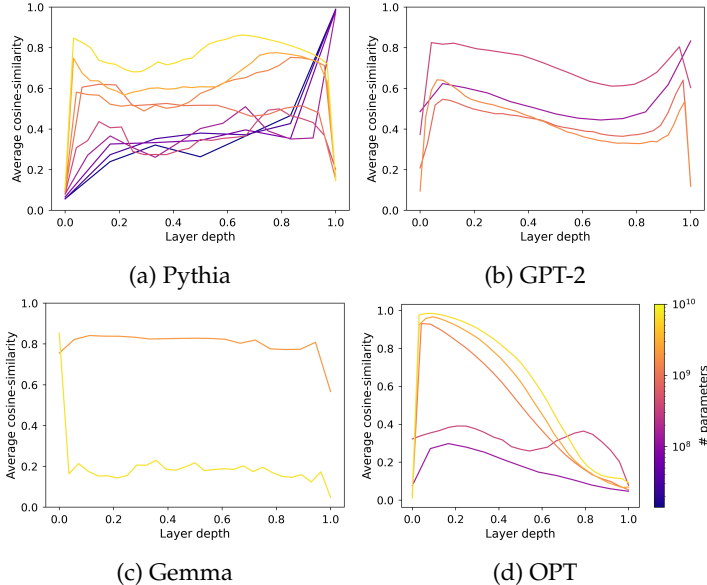 1.0
0.8
0.6
0.4
0.2
0.0
Average cosine-similarity
0.0 0.2 0.4 0.6 0.8 1.0
Layer depth
(a) Pythia
1.0
0.8
0.6
0.4
0.2
0.0
Average cosine-similarity
0.0 0.2 0.4 0.6 0.8 1.0
Layer depth
(b) GPT-2
1.0
0.8
0.6
0.4
0.2
0.0
Average cosine-similarity
0.0 0.2 0.4 0.6 0.8 1.0
Layer depth
(c) Gemma
1.0
0.8
0.6
0.4
0.2
0.0
Average cosine-similarity
0.0 0.2 0.4 0.6 0.8 1.0
Layer depth
(d) OPT
10¹⁰
10⁹
10⁸
# parameters